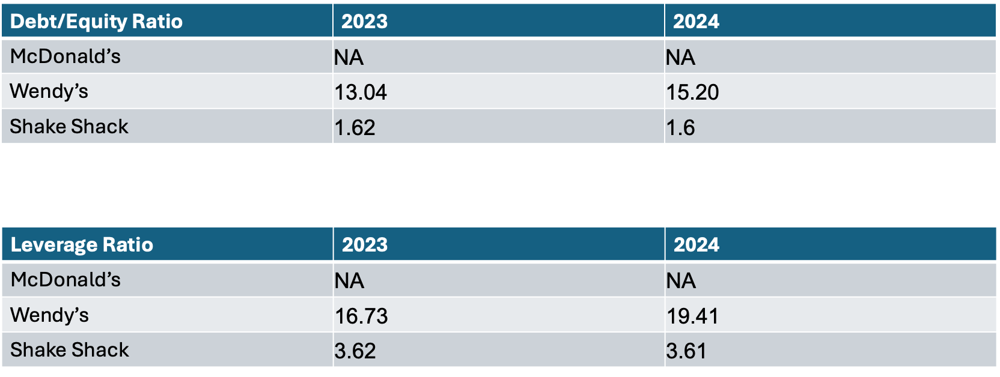 Debt/Equity Ratio 2023 2024
McDonald’s NA NA
Wendy’s 13.04 15.20
Shake Shack 1.62 1.6
Leverage Ratio 2023 2024
McDonald’s NA NA
Wendy’s 16.73 19.41
Shake Shack 3.62 3.61